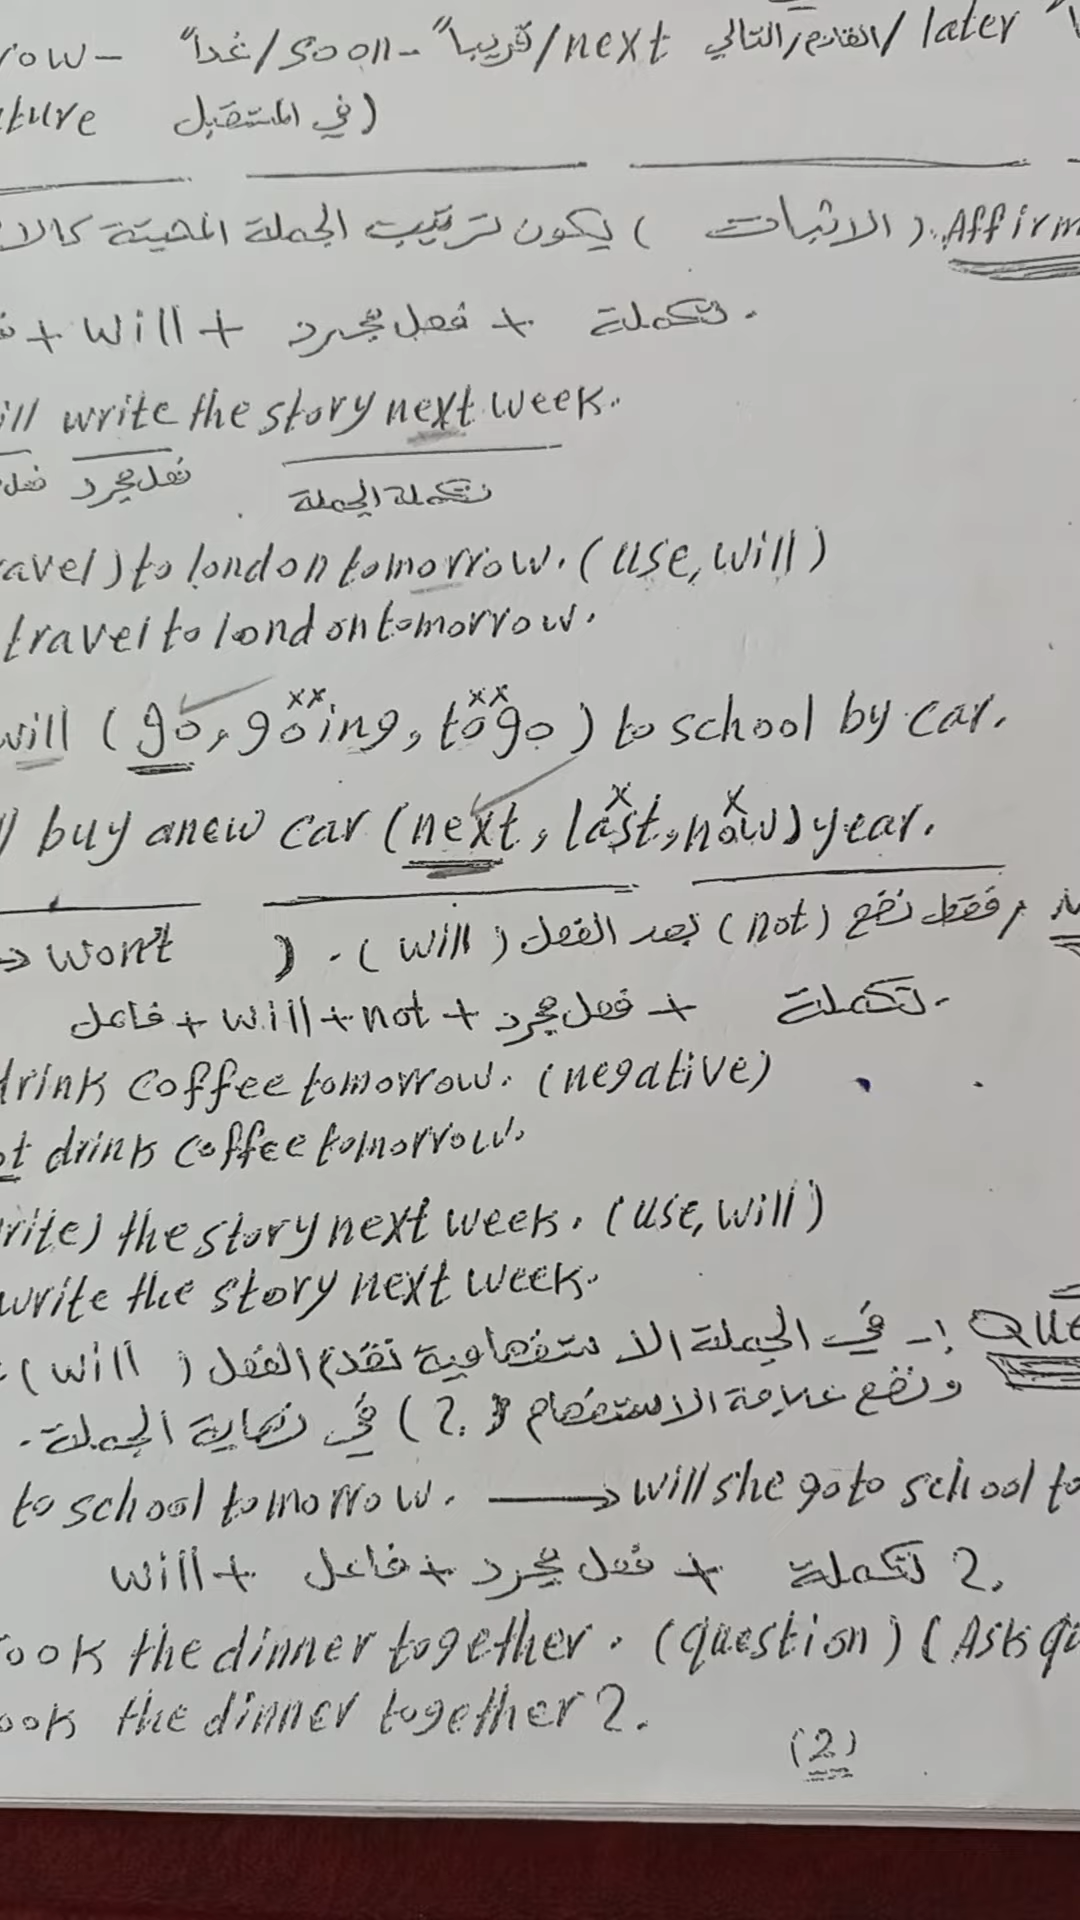 row- "غداً/soon-"قريباً/next القادم/التالي/later
ture في المستقبل)
Affirm.. (الاثبات) يكون ترتيب الجملة المثبتة كالا
+ will + فعل مجرد + تكملة.
ill write the story next week.
فعل مجرد تكملة الجملة
avel) to london tomorrow. (use, will)
travel to london tomorrow.
will (go, going, to go) to school by car.
buy a new car (next, last, now) year.
فقط نضع (not) بعد الفعل (will). (
→ won't
فاعل + will + not + فعل مجرد + تكملة.
drink coffee tomorrow. (negative)
ot drink coffee tomorrow.
rite) the story next week. (use, will)
write the story next week.
Que :- في الجملة الاستفهامية نقدم الفعل (will)
ونضع علامة الاستفهام (?) في نهاية الجملة.
to school tomorrow. → will she go to school to
will + فاعل + فعل مجرد + تكملة ?.
ook the dinner together. (question) (Ask qu
ook the dinner together?.
(2)